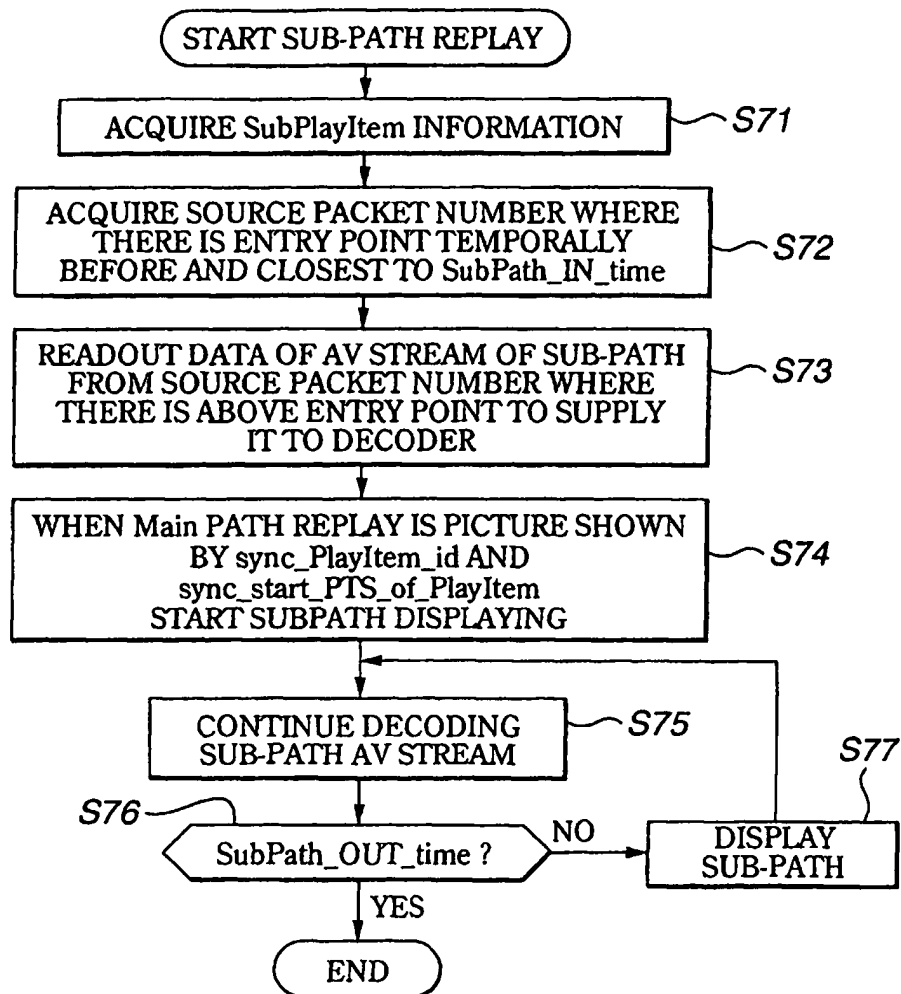 START SUB-PATH REPLAY
ACQUIRE SubPlayItem INFORMATION
S71
ACQUIRE SOURCE PACKET NUMBER WHERE
THERE IS ENTRY POINT TEMPORALLY
BEFORE AND CLOSEST TO SubPath_IN_time
S72
READOUT DATA OF AV STREAM OF SUB-PATH
FROM SOURCE PACKET NUMBER WHERE
THERE IS ABOVE ENTRY POINT TO SUPPLY
IT TO DECODER
S73
WHEN Main PATH REPLAY IS PICTURE SHOWN
BY sync_PlayItem_id AND
sync_start_PTS_of_PlayItem
START SUBPATH DISPLAYING
S74
CONTINUE DECODING
SUB-PATH AV STREAM
S75
S76
SubPath_OUT_time ?
NO
S77
DISPLAY
SUB-PATH
YES
END